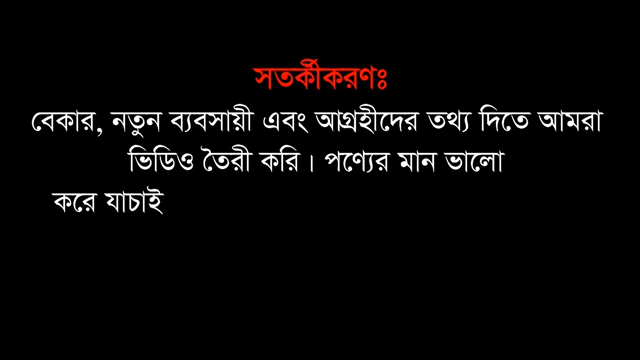 সতর্কীকরণঃ
বেকার, নতুন ব্যবসায়ী এবং আগ্রহীদের তথ্য দিতে আমরা
ভিডিও তৈরী করি। পণ্যের মান ভালো
করে যাচাই